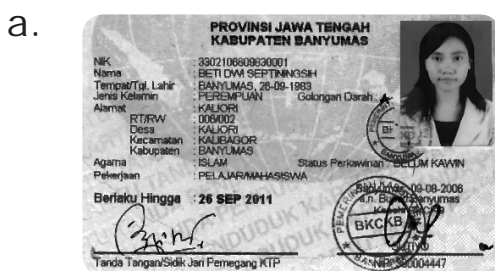 a.
PROVINSI JAWA TENGAH
KABUPATEN BANYUMAS
NIK : 3302106609830001
Nama : BETI DWI SEPTININGSIH
Tempat/Tgl. Lahir : BANYUMAS, 26-09-1983
Jenis Kelamin : PEREMPUAN Golongan Darah : A
Alamat : KALIORI
RT/RW : 006/002
Desa : KALIORI
Kecamatan : KALIBAGOR
Kabupaten : BANYUMAS
Agama : ISLAM Status Perkawinan : BELUM KAWIN
Pekerjaan : PELAJAR/MAHASISWA
Berlaku Hingga : 26 SEP 2011
Banyumas, 09-08-2006
a.n. Bupati Banyumas
BKCKB
Tanda Tangan/Sidik Jari Pemegang KTP